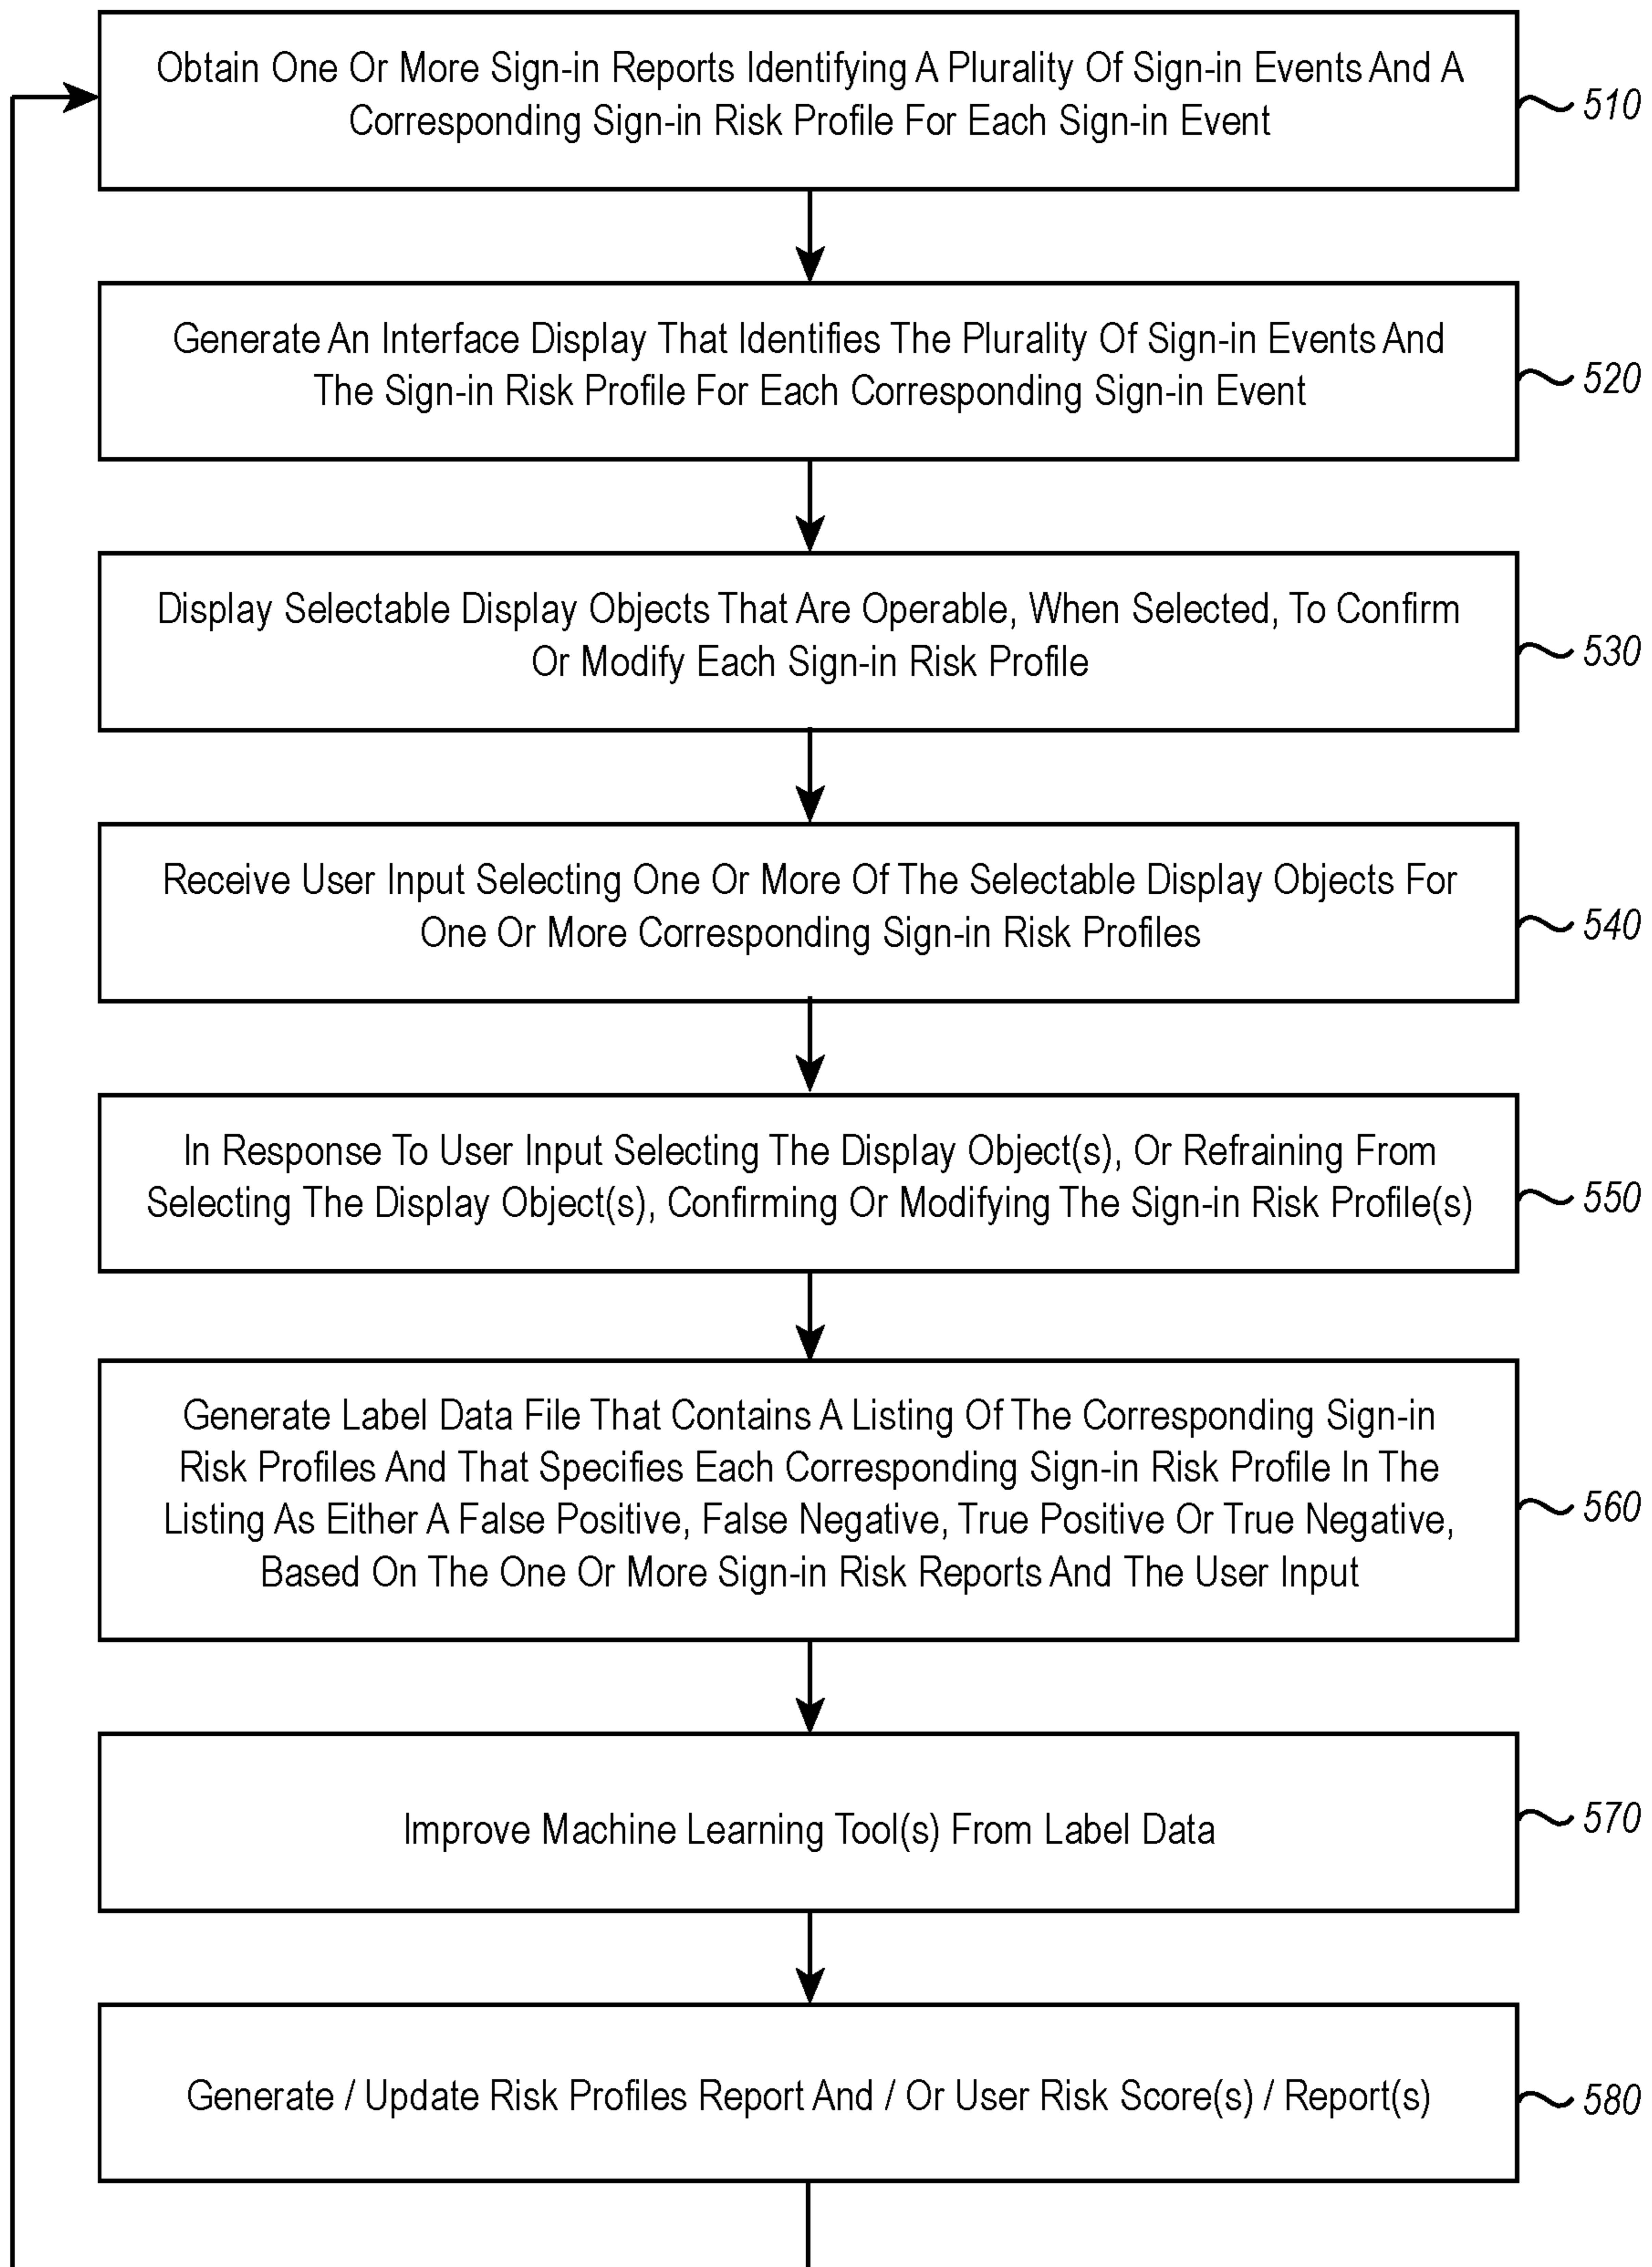 Obtain One Or More Sign-in Reports Identifying A Plurality Of Sign-in Events And A
Corresponding Sign-in Risk Profile For Each Sign-in Event
510
Generate An Interface Display That Identifies The Plurality Of Sign-in Events And
The Sign-in Risk Profile For Each Corresponding Sign-in Event
520
Display Selectable Display Objects That Are Operable, When Selected, To Confirm
Or Modify Each Sign-in Risk Profile
530
Receive User Input Selecting One Or More Of The Selectable Display Objects For
One Or More Corresponding Sign-in Risk Profiles
540
In Response To User Input Selecting The Display Object(s), Or Refraining From
Selecting The Display Object(s), Confirming Or Modifying The Sign-in Risk Profile(s)
550
Generate Label Data File That Contains A Listing Of The Corresponding Sign-in
Risk Profiles And That Specifies Each Corresponding Sign-in Risk Profile In The
Listing As Either A False Positive, False Negative, True Positive Or True Negative,
Based On The One Or More Sign-in Risk Reports And The User Input
560
Improve Machine Learning Tool(s) From Label Data
570
Generate / Update Risk Profiles Report And / Or User Risk Score(s) / Report(s)
580